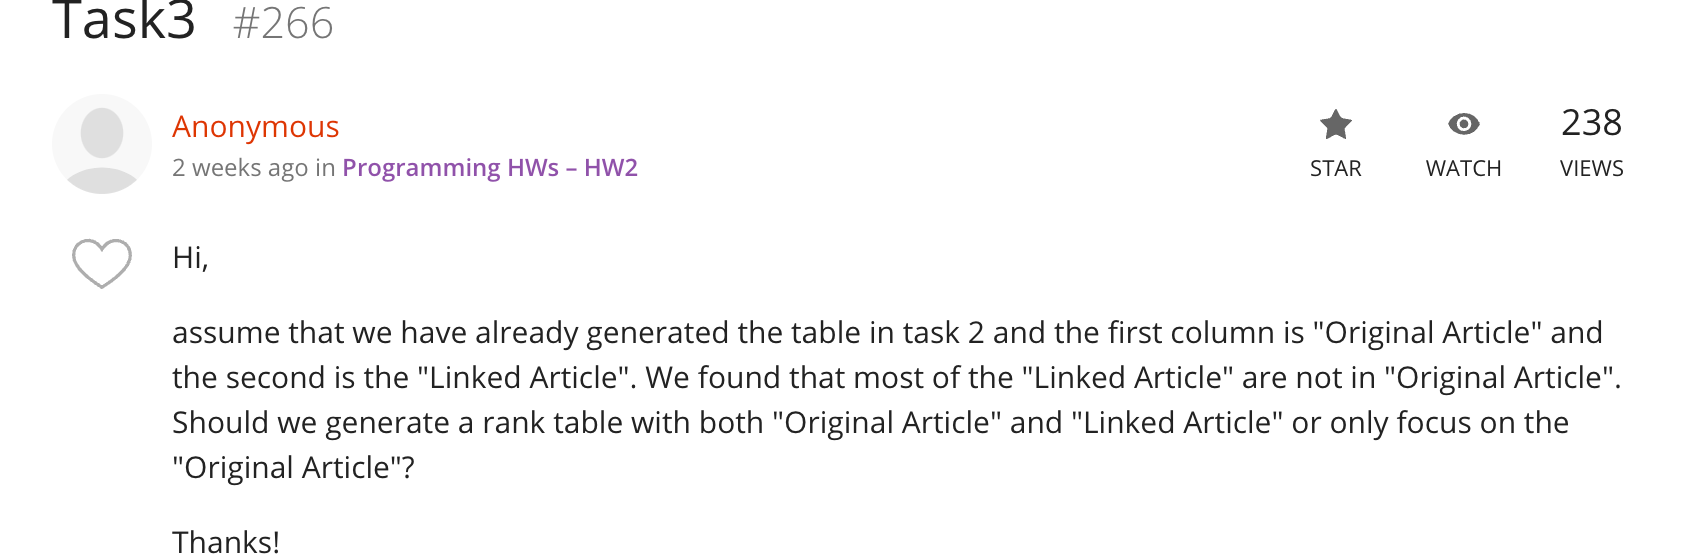 Task3 #266
Anonymous
2 weeks ago in Programming HWs – HW2
STAR
WATCH
238
VIEWS
Hi,
assume that we have already generated the table in task 2 and the first column is "Original Article" and
the second is the "Linked Article". We found that most of the "Linked Article" are not in "Original Article".
Should we generate a rank table with both "Original Article" and "Linked Article" or only focus on the
"Original Article"?
Thanks!